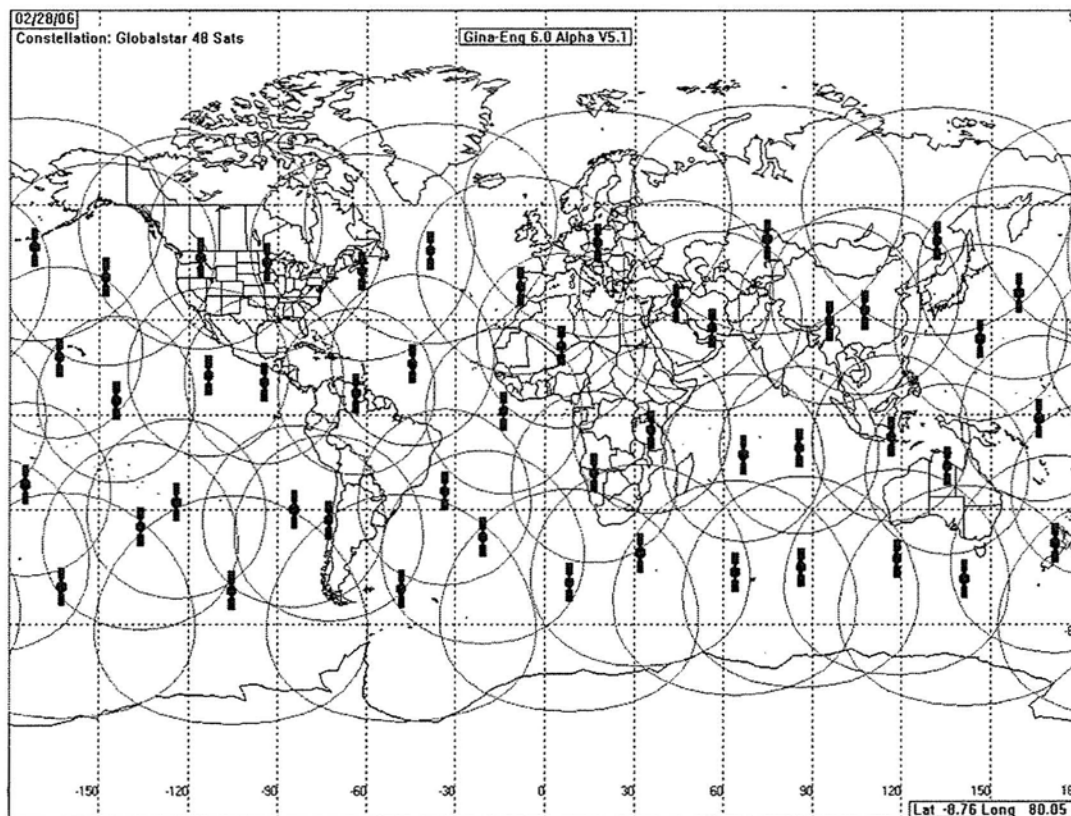 02/28/06
Constellation: Globalstar 48 Sats
Gina-Eng 6.0 Alpha V5.1
-150 -120 -90 -60 -30 0 30 60 90 120 150
Lat -8.76 Long 80.05